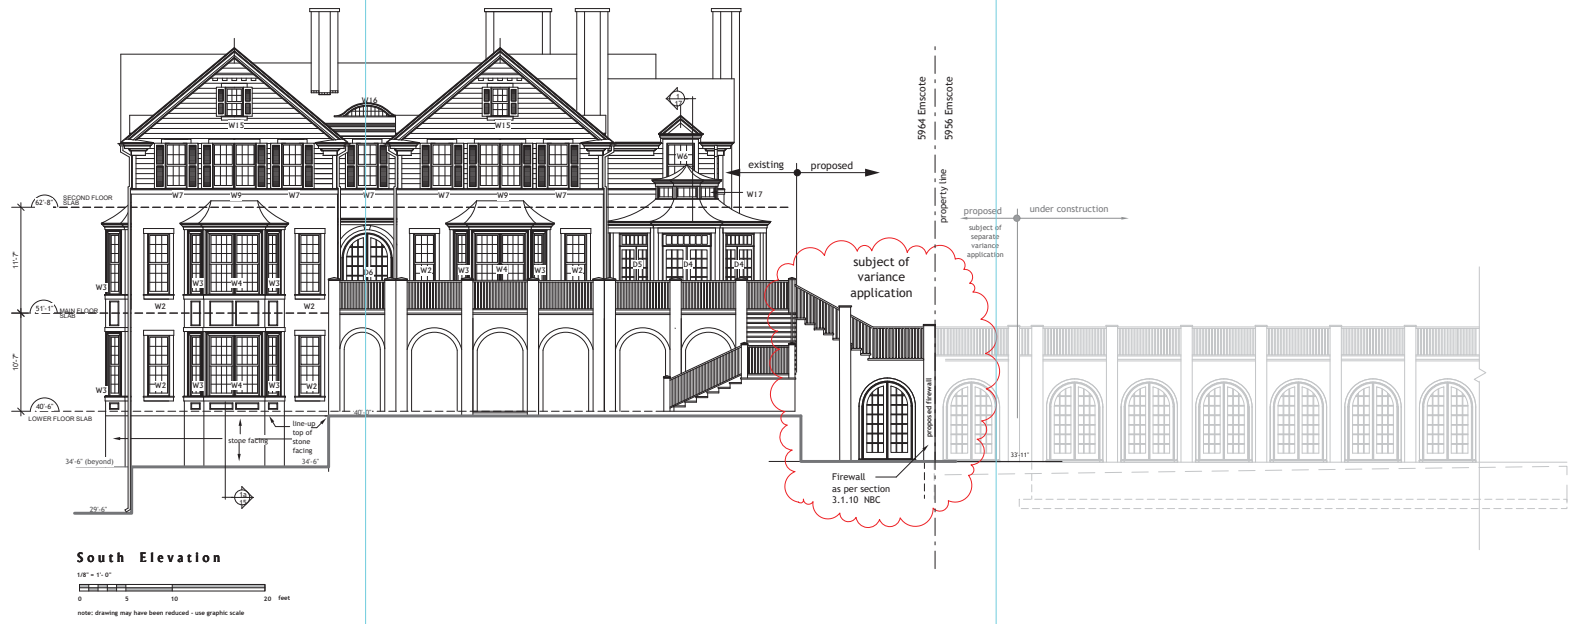 W16
W15
W15
1
17
W6
existing
proposed
5964 Emscote
5956 Emscote
property line
W7
W9
W7
W7
W7
W9
W7
W17
62'-8"
SECOND FLOOR
SLAB
proposed
under construction
subject of
separate
variance
application
subject of
variance
application
11'-7"
W3
W4
W3
D6
W2
W3
W4
W3
W2
D5
D4
D4
W3
W2
W2
51'-1"
MAIN FLOOR
SLAB
10'-7"
W3
W2
W3
W4
W3
W2
40'-6"
LOWER FLOOR SLAB
40'-0"
line-up
top of
stone
facing
stone facing
34'-6" (beyond)
34'-6"
proposed firewall
33'-11"
Firewall
as per section
3.1.10 NBC
29'-6"
South Elevation
1/8" = 1'- 0"
0
5
10
20 feet
note: drawing may have been reduced - use graphic scale